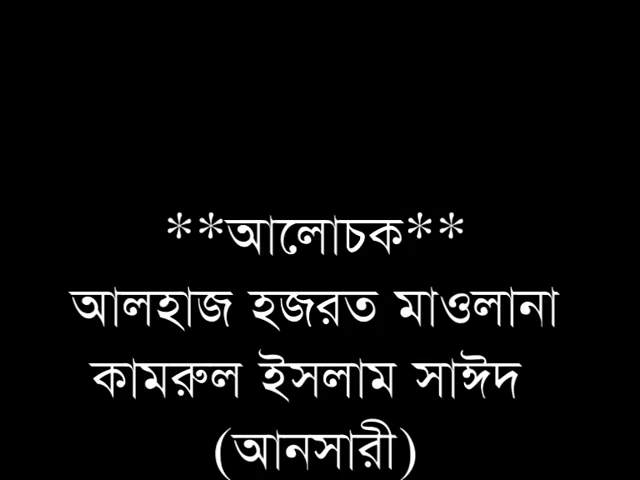 **আলোচক**
আলহাজ হজরত মাওলানা
কামরুল ইসলাম সাঈদ
(আনসারী)